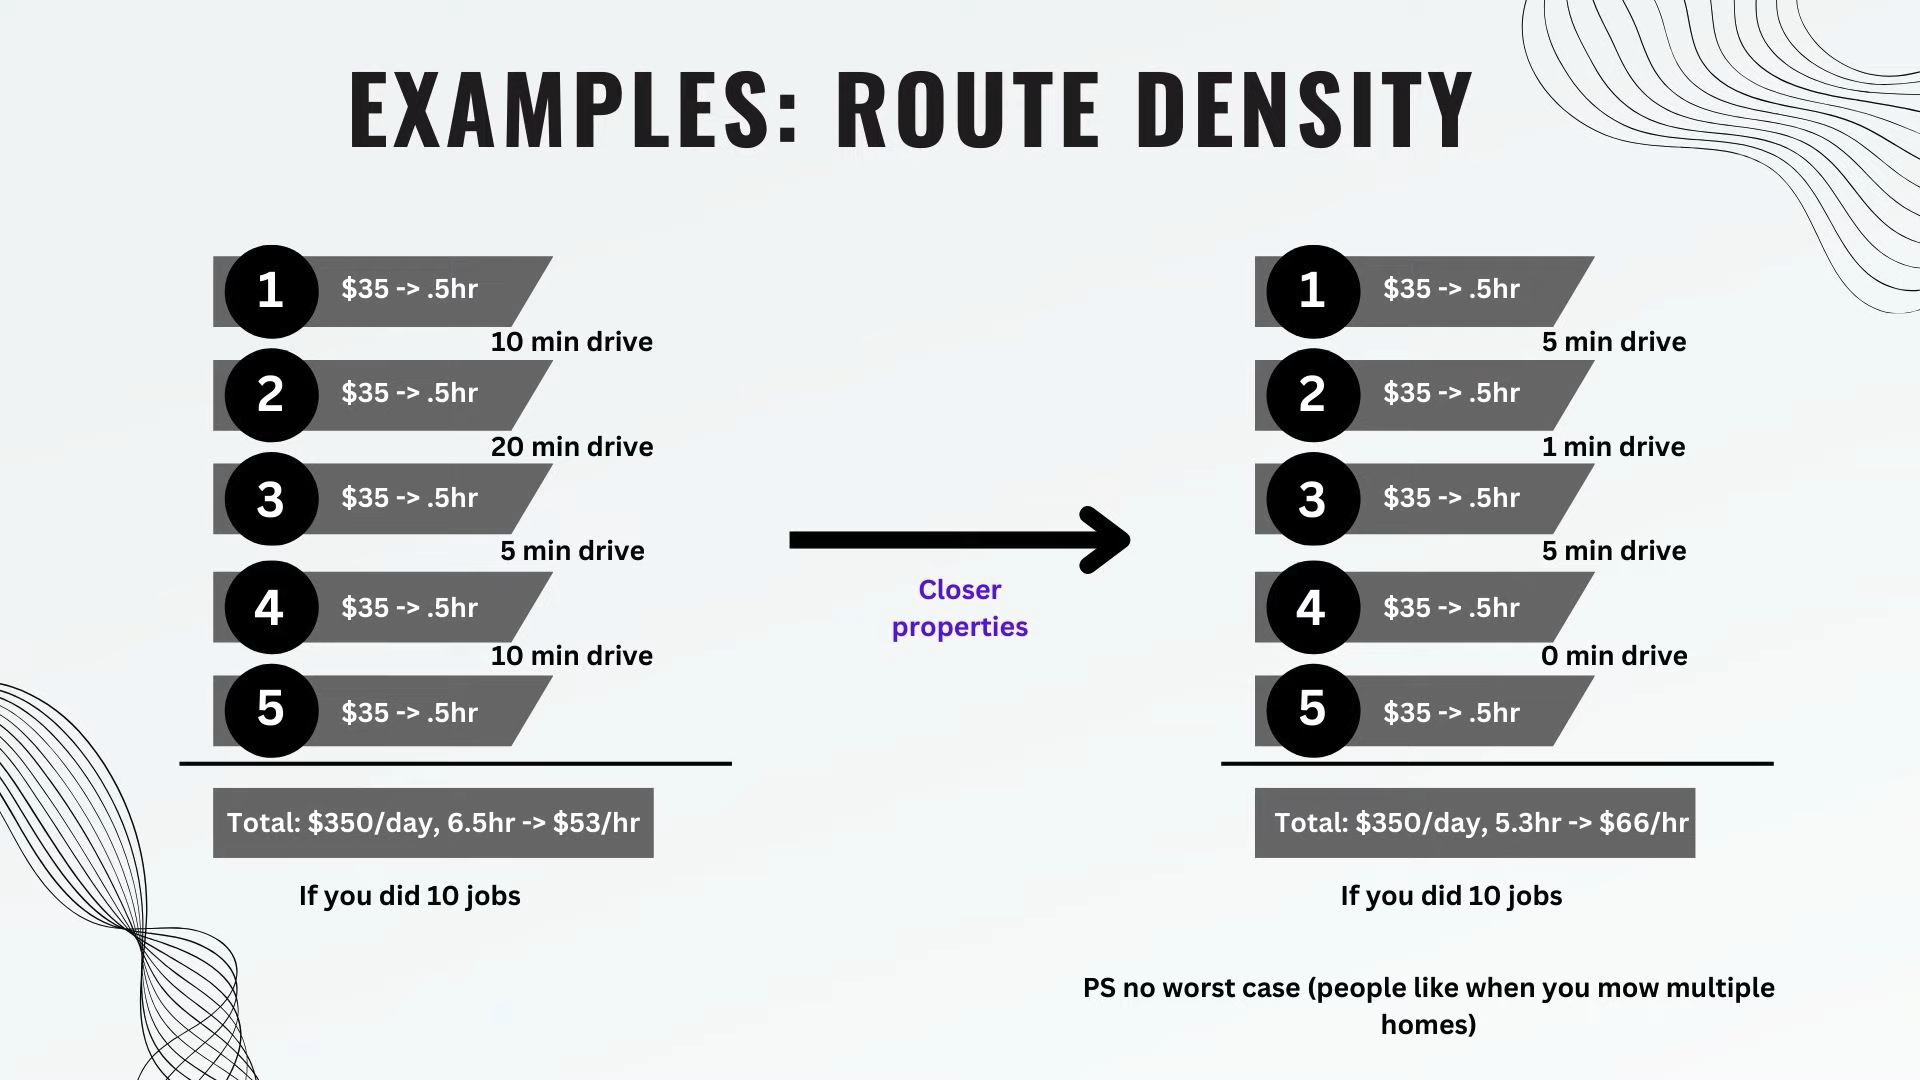 EXAMPLES: ROUTE DENSITY
1
$35 -> .5hr
10 min drive
2
$35 -> .5hr
20 min drive
3
$35 -> .5hr
5 min drive
4
$35 -> .5hr
10 min drive
5
$35 -> .5hr
Total: $350/day, 6.5hr -> $53/hr
If you did 10 jobs
Closer
properties
1
$35 -> .5hr
5 min drive
2
$35 -> .5hr
1 min drive
3
$35 -> .5hr
5 min drive
4
$35 -> .5hr
0 min drive
5
$35 -> .5hr
Total: $350/day, 5.3hr -> $66/hr
If you did 10 jobs
PS no worst case (people like when you mow multiple
homes)